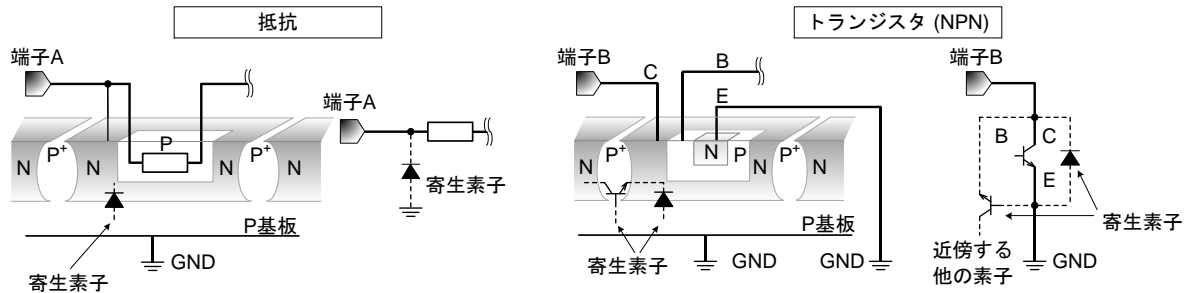 抵抗
トランジスタ (NPN)
端子A
端子A
N
P+
N
P
N
P+
N
寄生素子
P基板
GND
寄生素子
端子B
C
B
E
N
P+
N
N
P
P+
N
P基板
寄生素子
GND
GND
端子B
B
C
E
寄生素子
近傍する
他の素子
GND